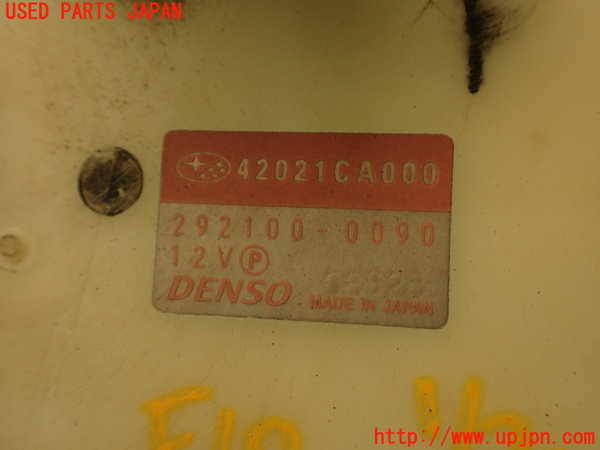 USED PARTS JAPAN
42021CA000
292100-0090
12V P
DENSO MADE IN JAPAN
http://www.upjpn.com/